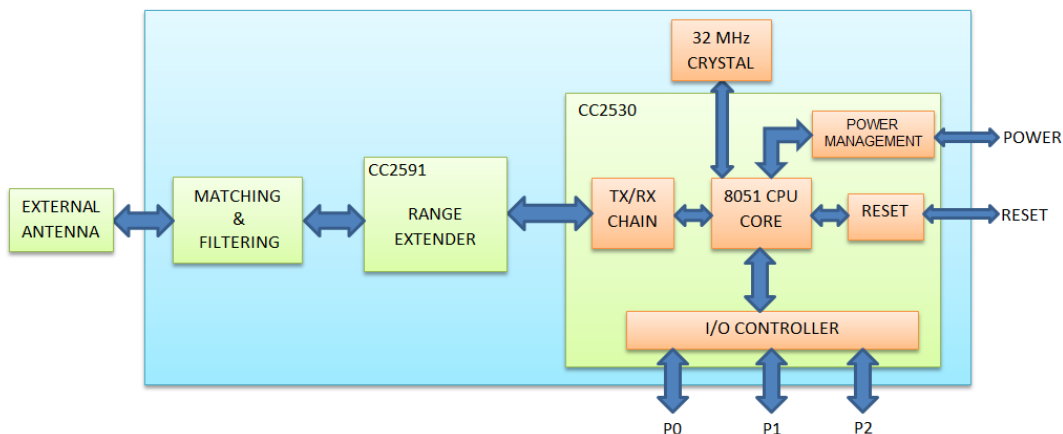 32 MHz
CRYSTAL
CC2530
POWER
MANAGEMENT
POWER
CC2591
EXTERNAL
ANTENNA
MATCHING
&
FILTERING
RANGE
EXTENDER
TX/RX
CHAIN
8051 CPU
CORE
RESET
RESET
I/O CONTROLLER
P0
P1
P2